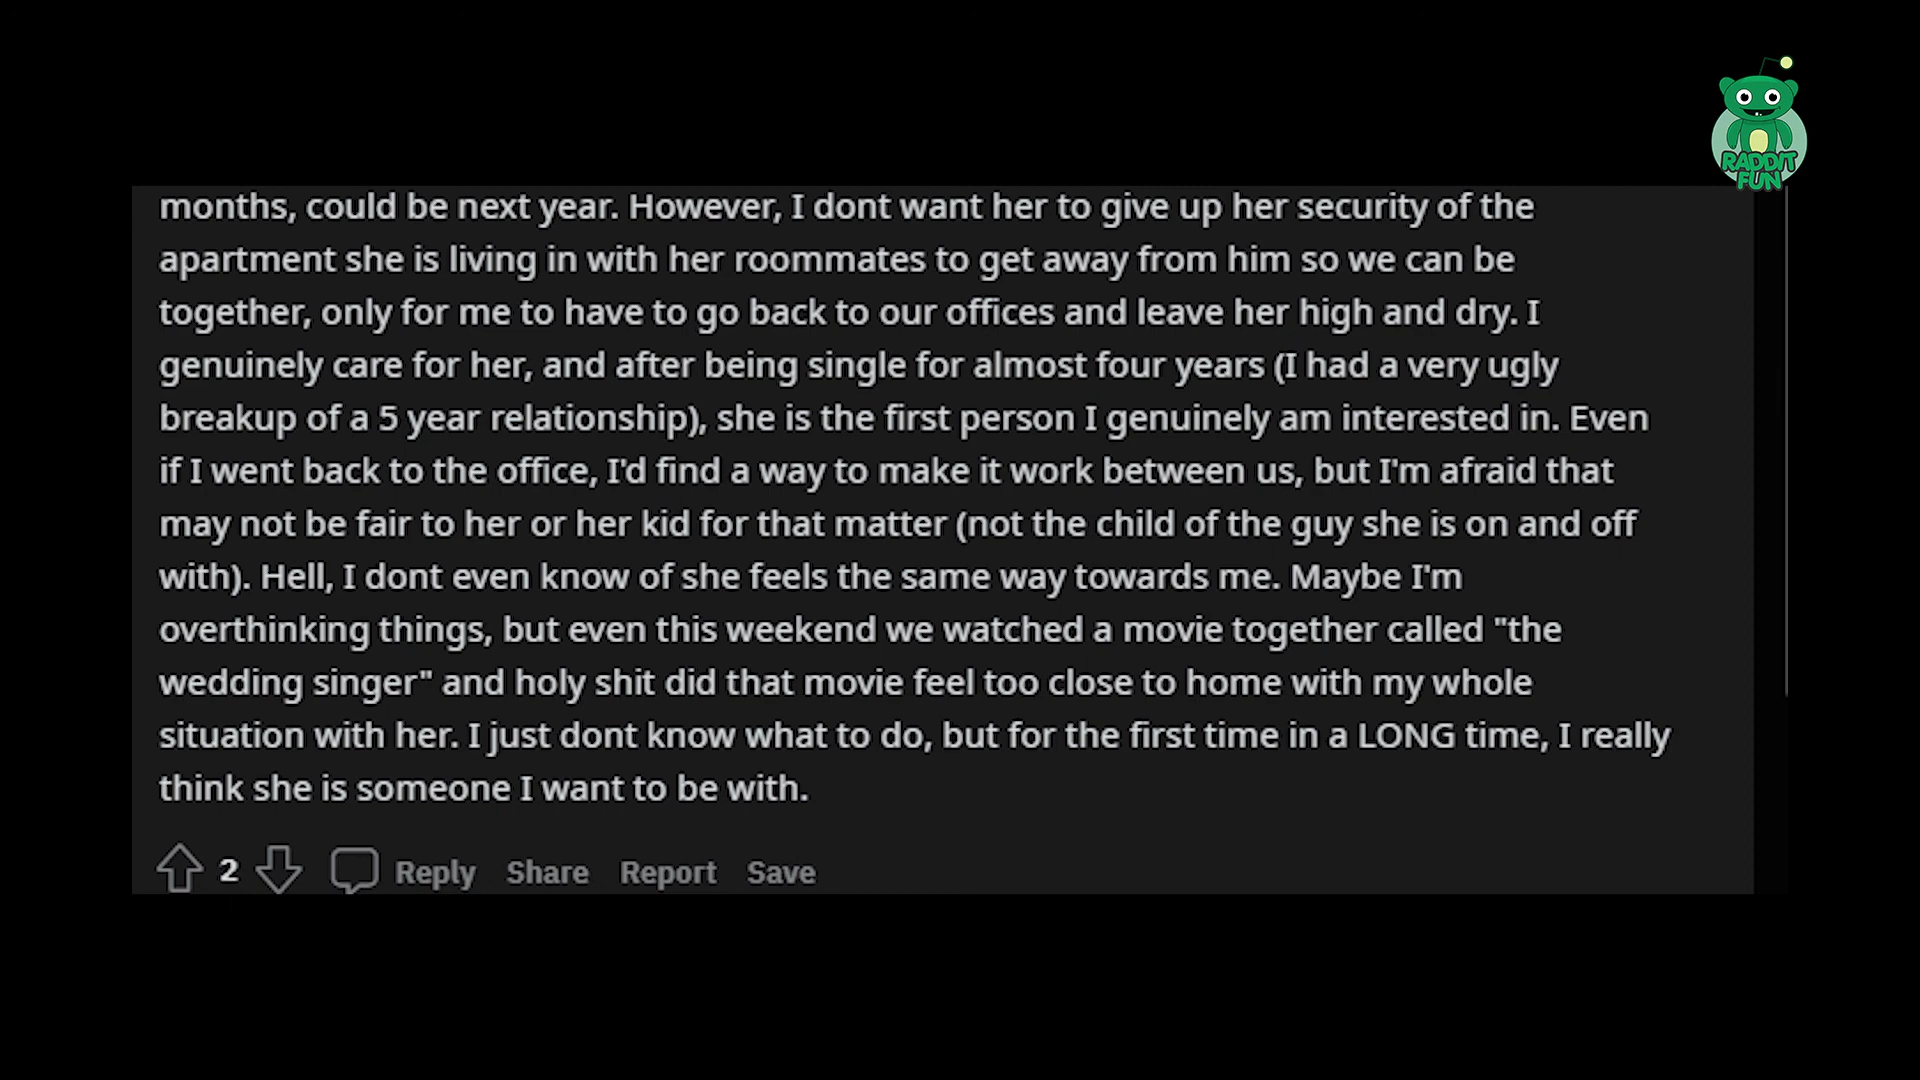 RADDIT
FUN
months, could be next year. However, I dont want her to give up her security of the
apartment she is living in with her roommates to get away from him so we can be
together, only for me to have to go back to our offices and leave her high and dry. I
genuinely care for her, and after being single for almost four years (I had a very ugly
breakup of a 5 year relationship), she is the first person I genuinely am interested in. Even
if I went back to the office, I'd find a way to make it work between us, but I'm afraid that
may not be fair to her or her kid for that matter (not the child of the guy she is on and off
with). Hell, I dont even know of she feels the same way towards me. Maybe I'm
overthinking things, but even this weekend we watched a movie together called "the
wedding singer" and holy shit did that movie feel too close to home with my whole
situation with her. I just dont know what to do, but for the first time in a LONG time, I really
think she is someone I want to be with.
2 Reply Share Report Save